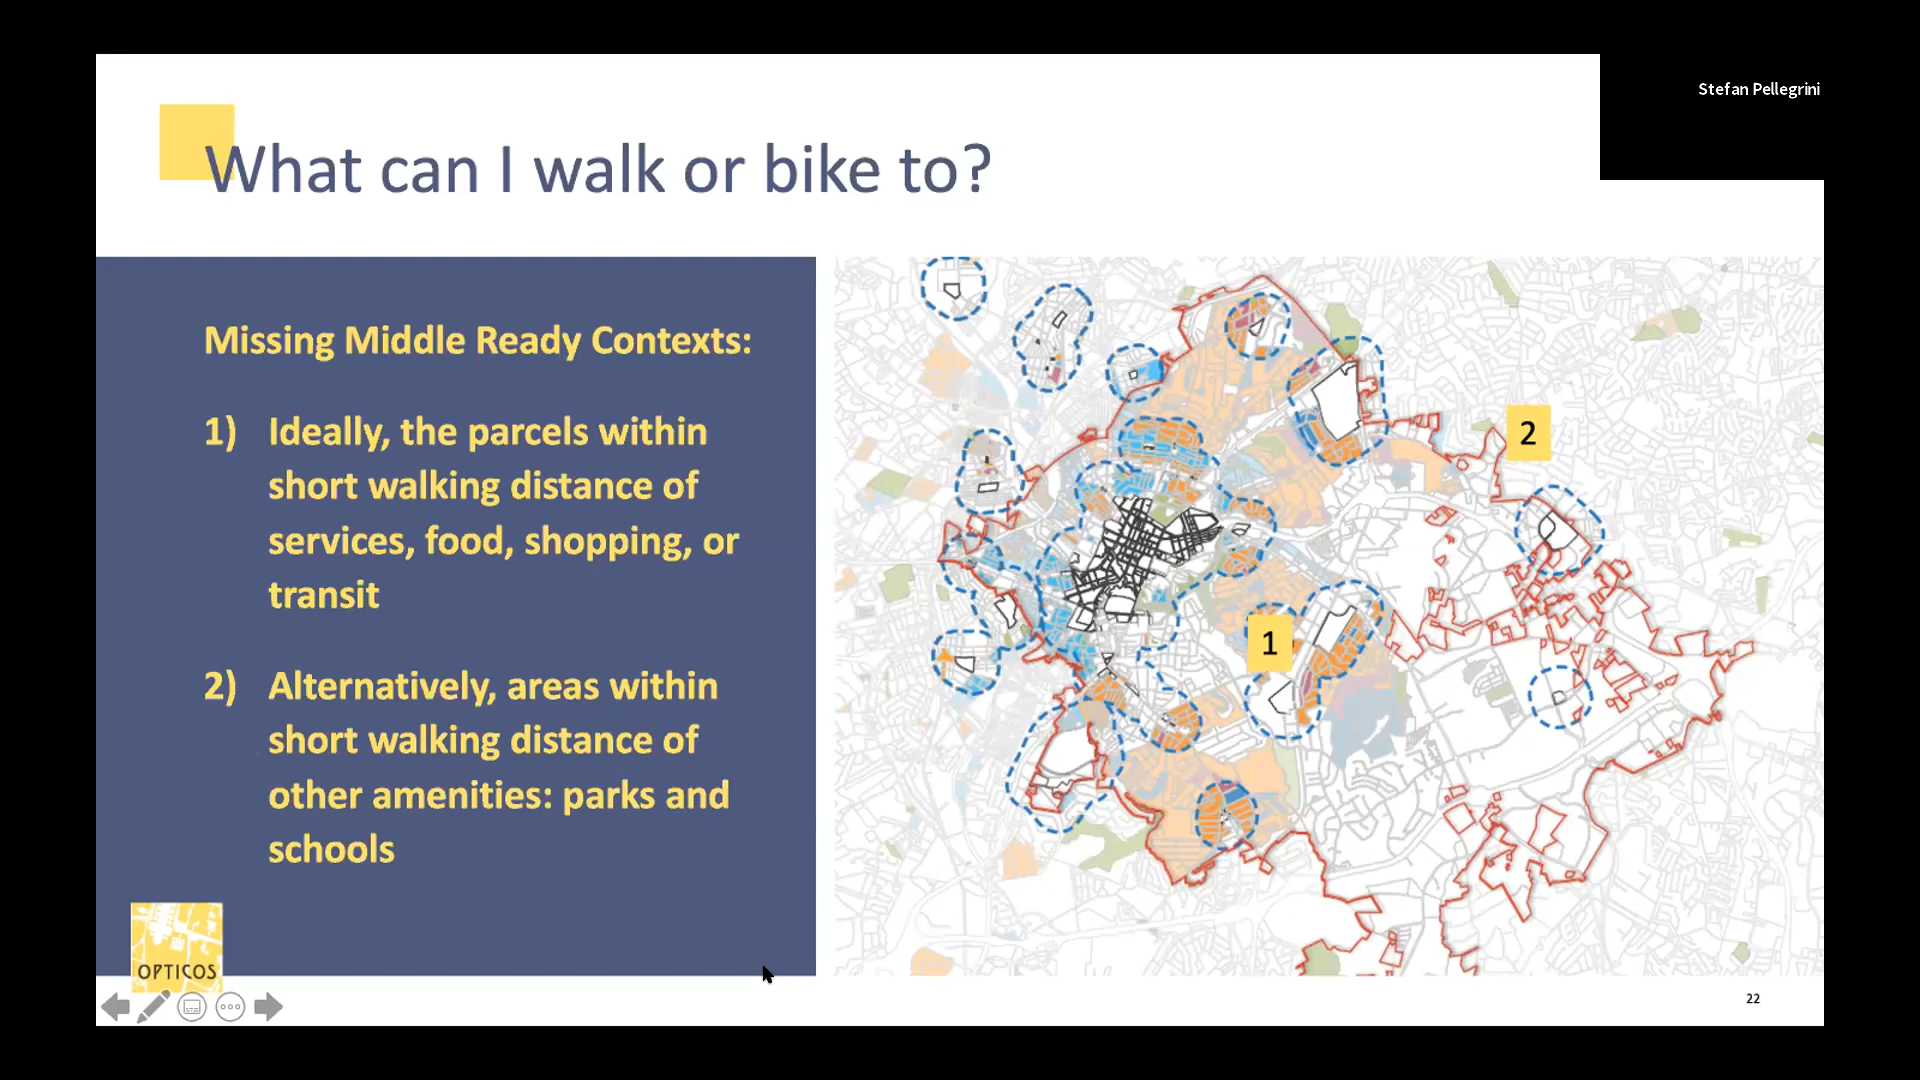 Stefan Pellegrini
What can I walk or bike to?
Missing Middle Ready Contexts:
1) Ideally, the parcels within
short walking distance of
services, food, shopping, or
transit
2) Alternatively, areas within
short walking distance of
other amenities: parks and
schools
2
1
OPTICOS
22